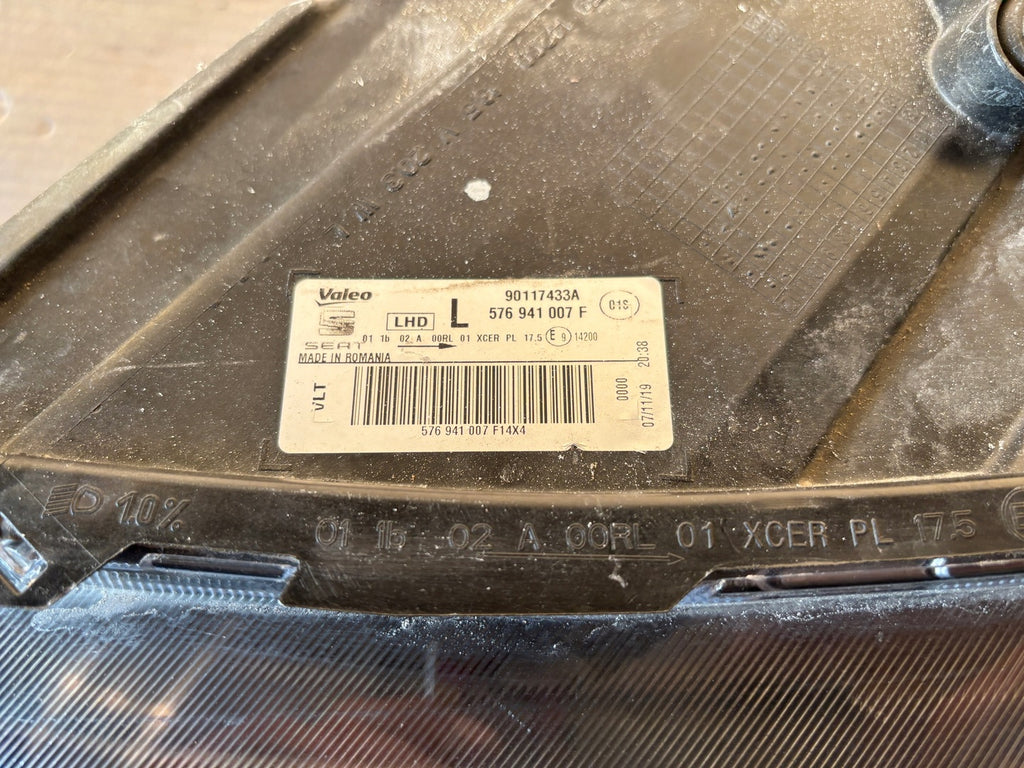 Valeo 90117433A 01S
LHD L 576 941 007 F
SEAT 01 1b 02 A 00RL 01 XCER PL 17.5 E 9 14200
MADE IN ROMANIA
VLT
0000
07/11/19 20:38
576 941 007 F14X4
1.0%
01 1b 02 A 00RL 01 XCER PL 17.5